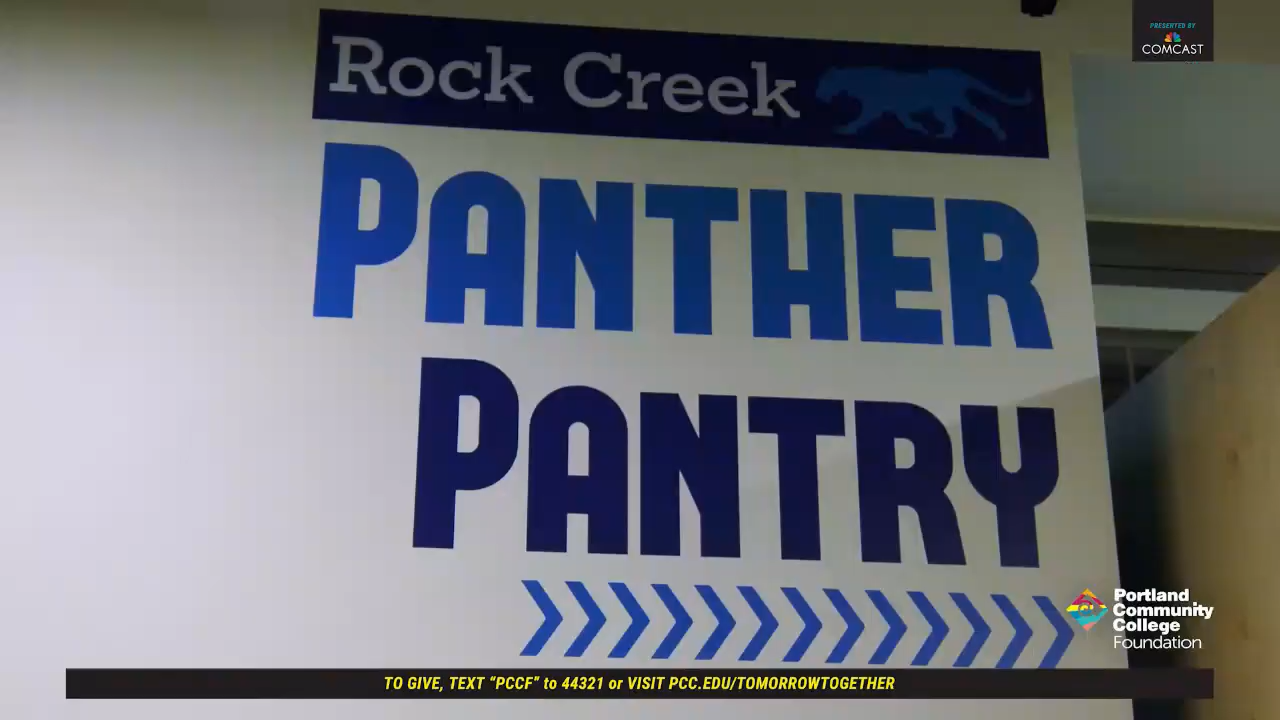 PRESENTED BY
COMCAST
Rock Creek
PANTHER
PANTRY
Portland
Community
College
Foundation
TO GIVE, TEXT “PCCF” to 44321 or VISIT PCC.EDU/TOMORROWTOGETHER